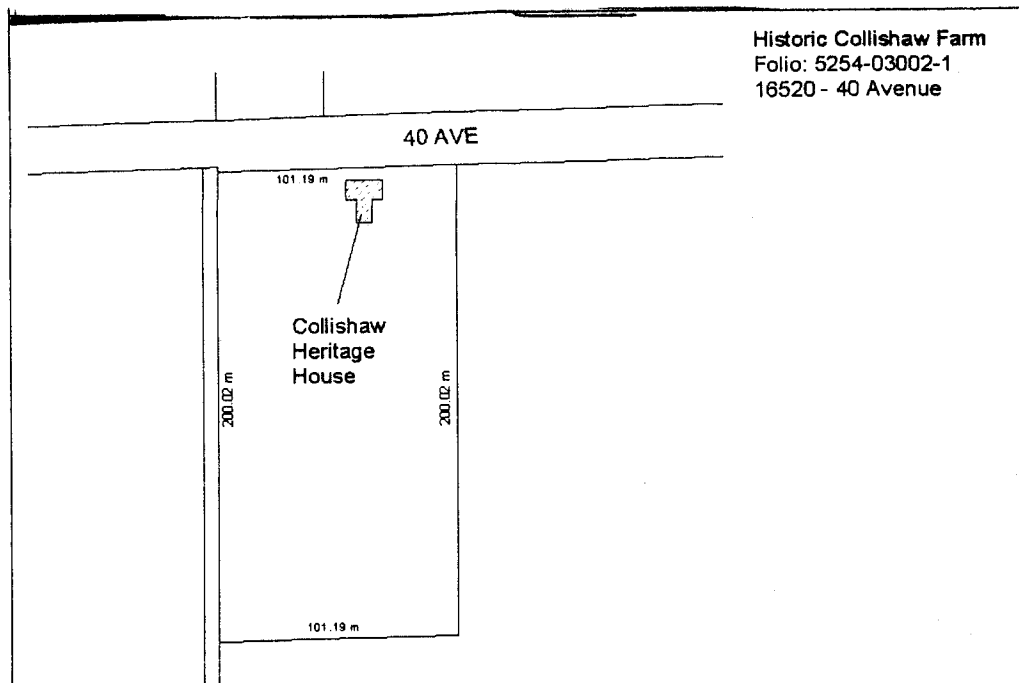 Historic Collishaw Farm
Folio: 5254-03002-1
16520 - 40 Avenue
40 AVE
101.19 m
Collishaw
Heritage
House
200.02 m
200.02 m
101.19 m